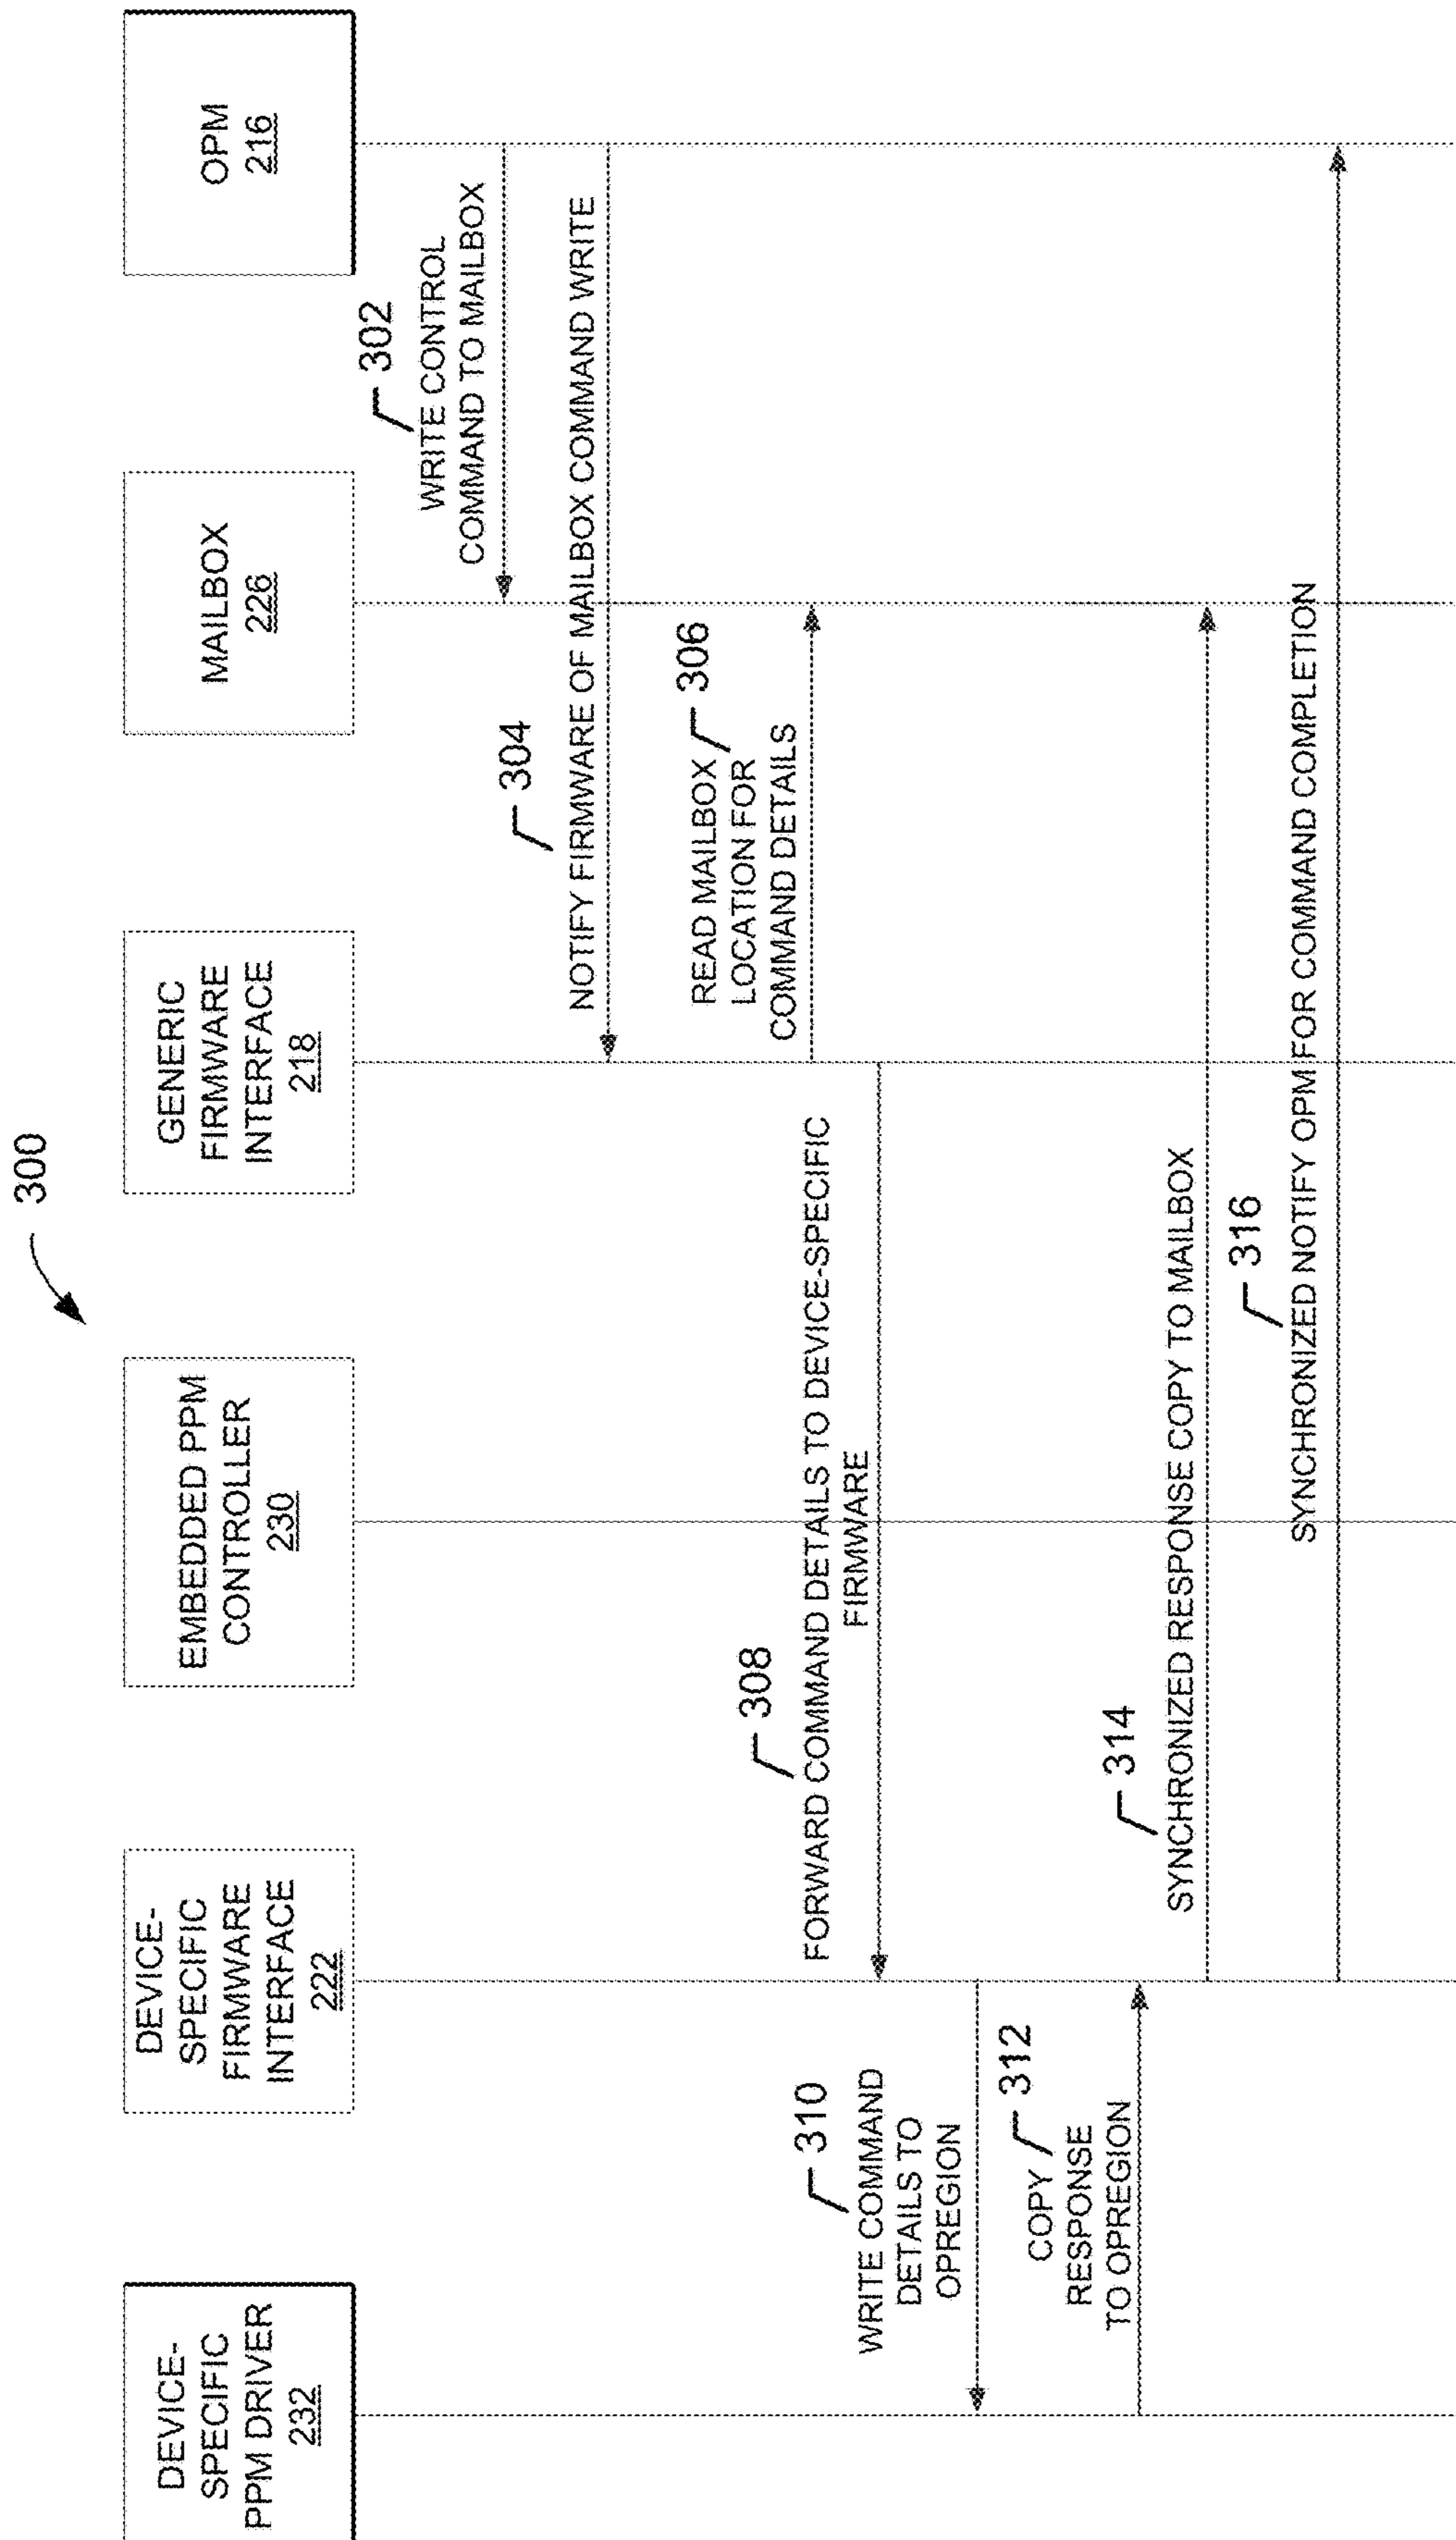 300
DEVICE-
SPECIFIC
PPM DRIVER
232
DEVICE-
SPECIFIC
FIRMWARE
INTERFACE
222
EMBEDDED PPM
CONTROLLER
230
GENERIC
FIRMWARE
INTERFACE
218
MAILBOX
226
OPM
216
302
WRITE CONTROL
COMMAND TO MAILBOX
304
NOTIFY FIRMWARE OF MAILBOX COMMAND WRITE
306
READ MAILBOX
LOCATION FOR
COMMAND DETAILS
308
FORWARD COMMAND DETAILS TO DEVICE-SPECIFIC
FIRMWARE
310
WRITE COMMAND
DETAILS TO
OPREGION
312
COPY
RESPONSE
TO OPREGION
314
SYNCHRONIZED RESPONSE COPY TO MAILBOX
316
SYNCHRONIZED NOTIFY OPM FOR COMMAND COMPLETION